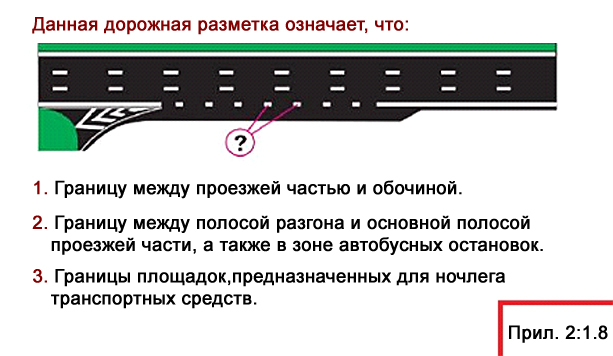 Данная дорожная разметка означает, что:
?
1. Границу между проезжей частью и обочиной.
2. Границу между полосой разгона и основной полосой
проезжей части, а также в зоне автобусных остановок.
3. Границы площадок,предназначенных для ночлега
транспортных средств.
Прил. 2:1.8